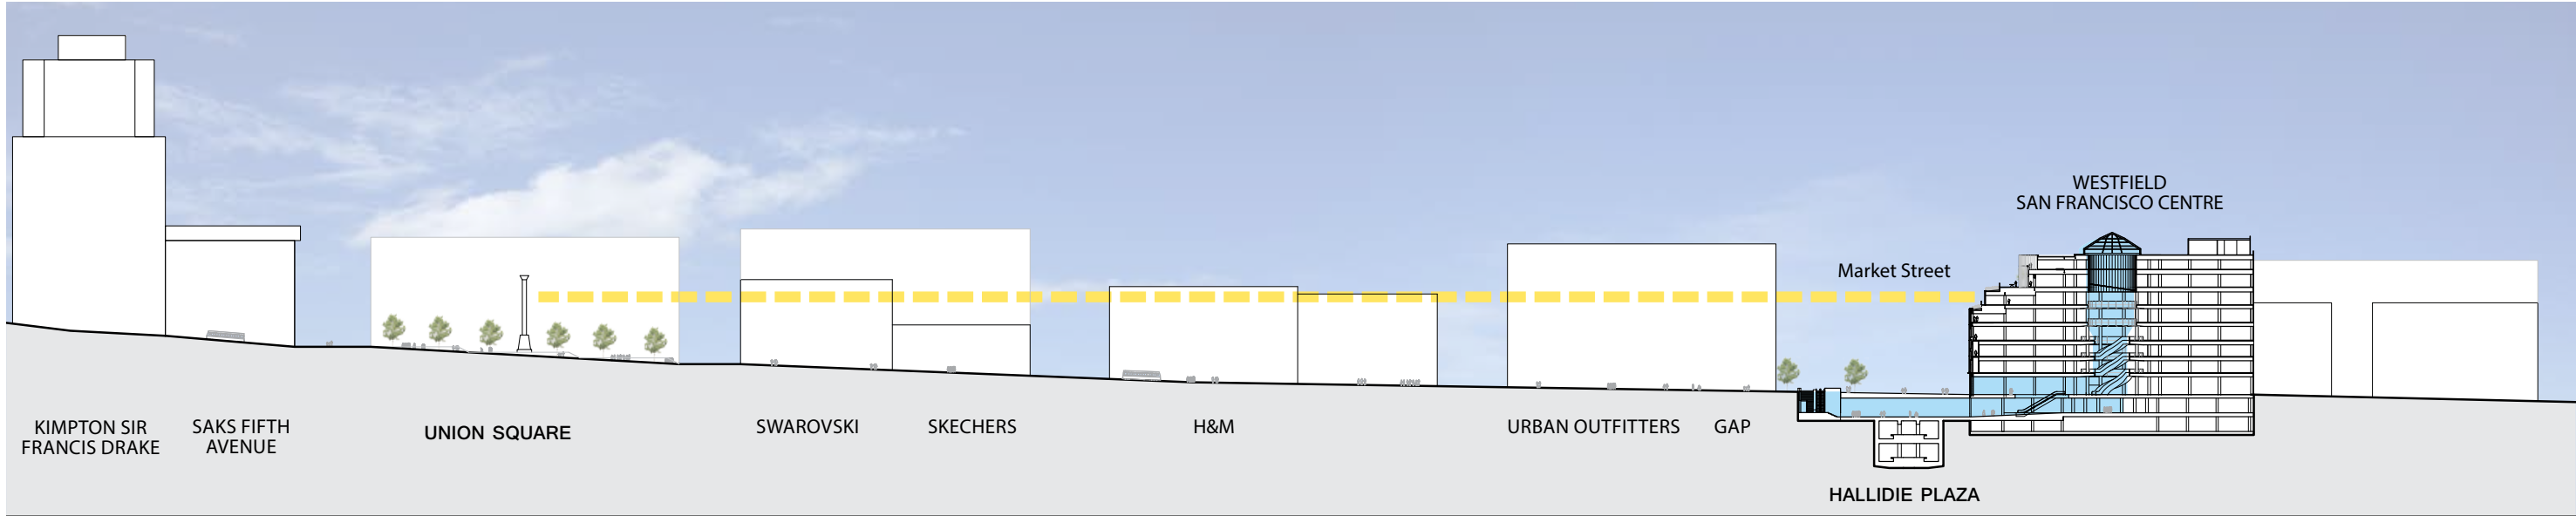 WESTFIELD
SAN FRANCISCO CENTRE
Market Street
KIMPTON SIR
FRANCIS DRAKE
SAKS FIFTH
AVENUE
UNION SQUARE
SWAROVSKI
SKECHERS
H&M
URBAN OUTFITTERS
GAP
HALLIDIE PLAZA